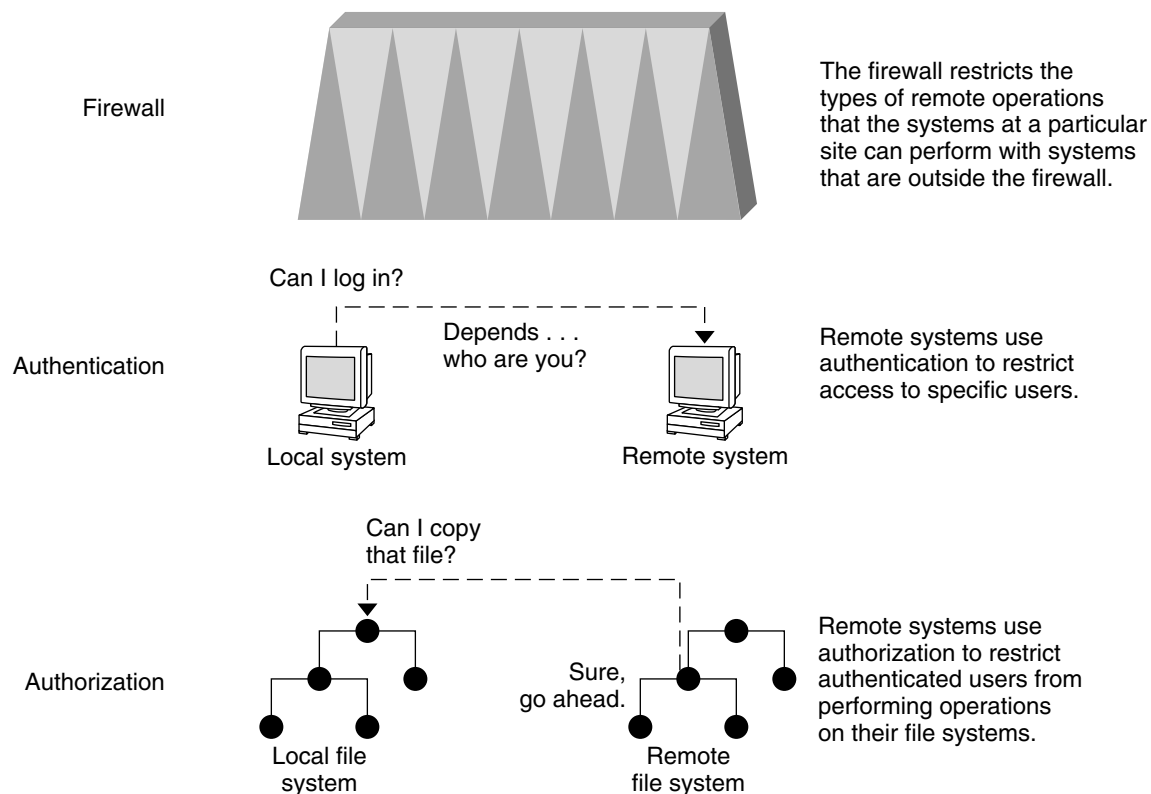 Firewall
The firewall restricts the
types of remote operations
that the systems at a particular
site can perform with systems
that are outside the firewall.
Can I log in?
Depends . . .
who are you?
Authentication
Local system
Remote system
Remote systems use
authentication to restrict
access to specific users.
Can I copy
that file?
Authorization
Sure,
go ahead.
Local file
system
Remote
file system
Remote systems use
authorization to restrict
authenticated users from
performing operations
on their file systems.